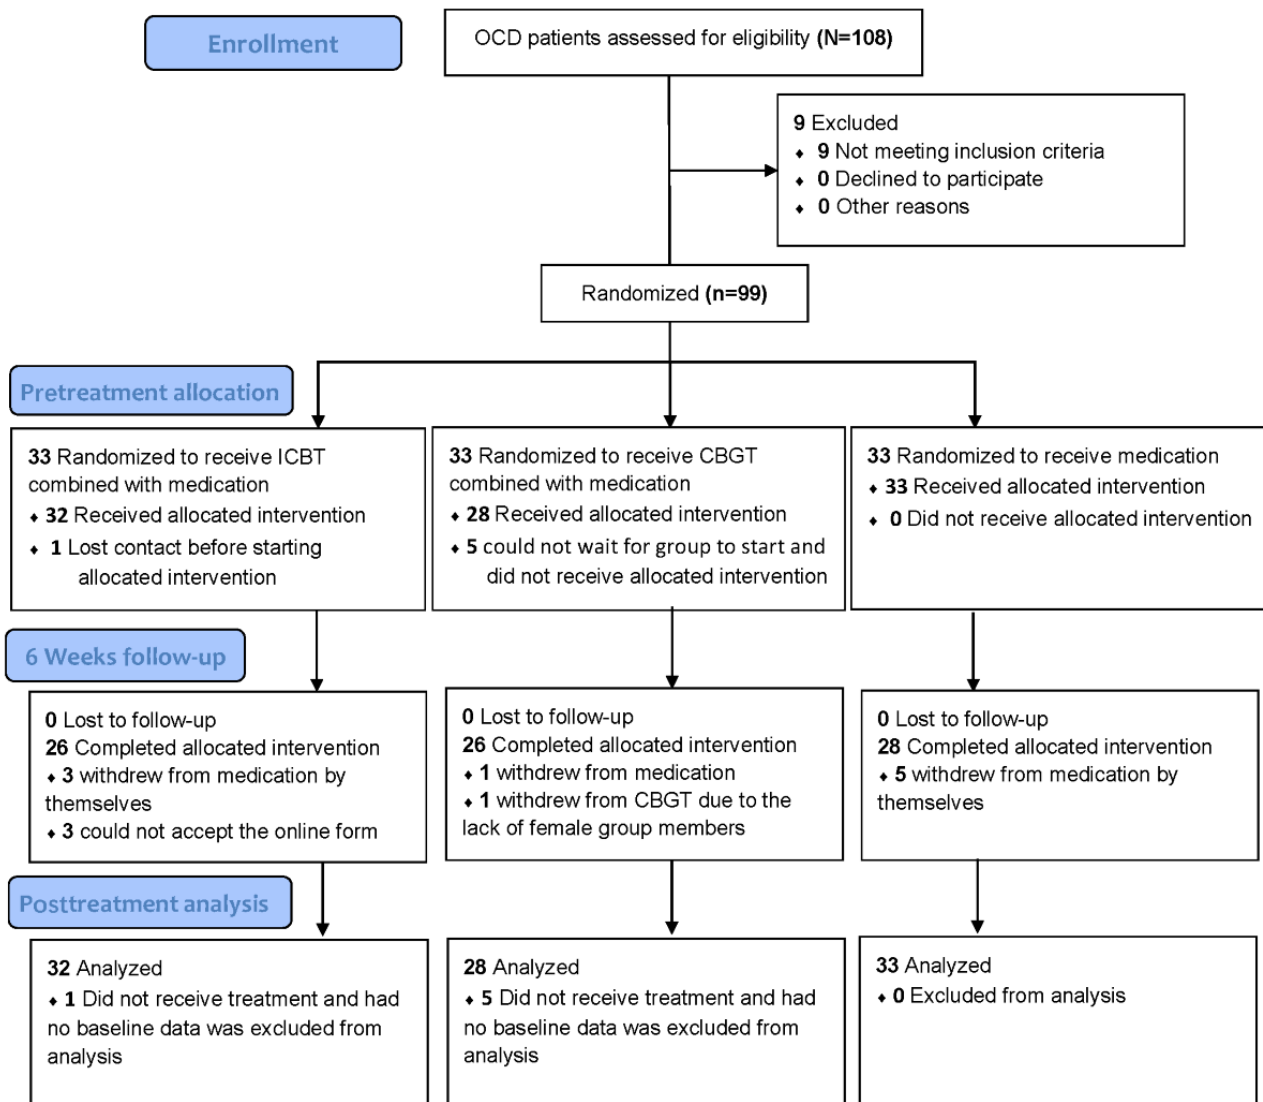 Enrollment
OCD patients assessed for eligibility (N=108)
9 Excluded
♦ 9 Not meeting inclusion criteria
♦ 0 Declined to participate
♦ 0 Other reasons
Randomized (n=99)
Pretreatment allocation
33 Randomized to receive ICBT
combined with medication
♦ 32 Received allocated intervention
♦ 1 Lost contact before starting
allocated intervention
33 Randomized to receive CBGT
combined with medication
♦ 28 Received allocated intervention
♦ 5 could not wait for group to start and
did not receive allocated intervention
33 Randomized to receive medication
♦ 33 Received allocated intervention
♦ 0 Did not receive allocated intervention
6 Weeks follow-up
0 Lost to follow-up
26 Completed allocated intervention
♦ 3 withdrew from medication by
themselves
♦ 3 could not accept the online form
0 Lost to follow-up
26 Completed allocated intervention
♦ 1 withdrew from medication
♦ 1 withdrew from CBGT due to the
lack of female group members
0 Lost to follow-up
28 Completed allocated intervention
♦ 5 withdrew from medication by
themselves
Posttreatment analysis
32 Analyzed
♦ 1 Did not receive treatment and had
no baseline data was excluded from
analysis
28 Analyzed
♦ 5 Did not receive treatment and had
no baseline data was excluded from
analysis
33 Analyzed
♦ 0 Excluded from analysis